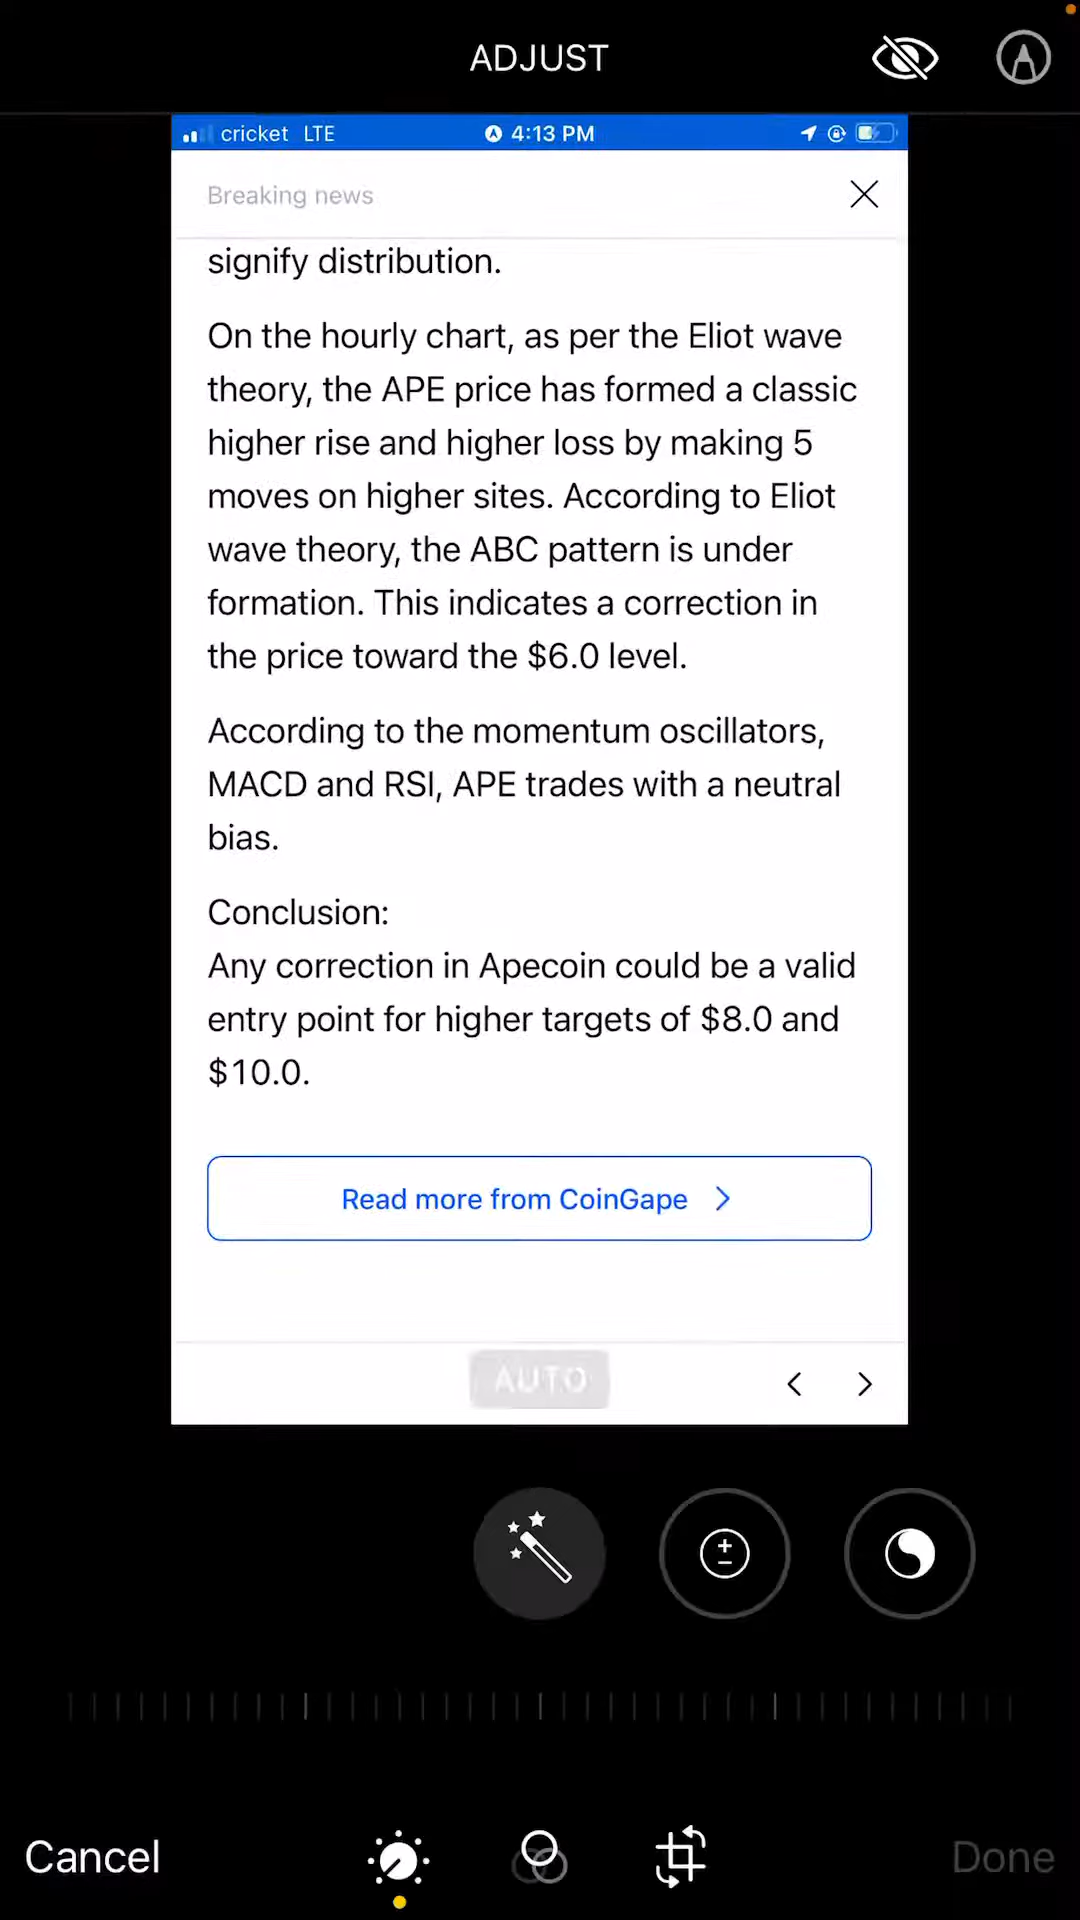 ADJUST
cricket LTE
4:13 PM
Breaking news
signify distribution.
On the hourly chart, as per the Eliot wave
theory, the APE price has formed a classic
higher rise and higher loss by making 5
moves on higher sites. According to Eliot
wave theory, the ABC pattern is under
formation. This indicates a correction in
the price toward the $6.0 level.
According to the momentum oscillators,
MACD and RSI, APE trades with a neutral
bias.
Conclusion:
Any correction in Apecoin could be a valid
entry point for higher targets of $8.0 and
$10.0.
Read more from CoinGape
AUTO
Cancel
Done